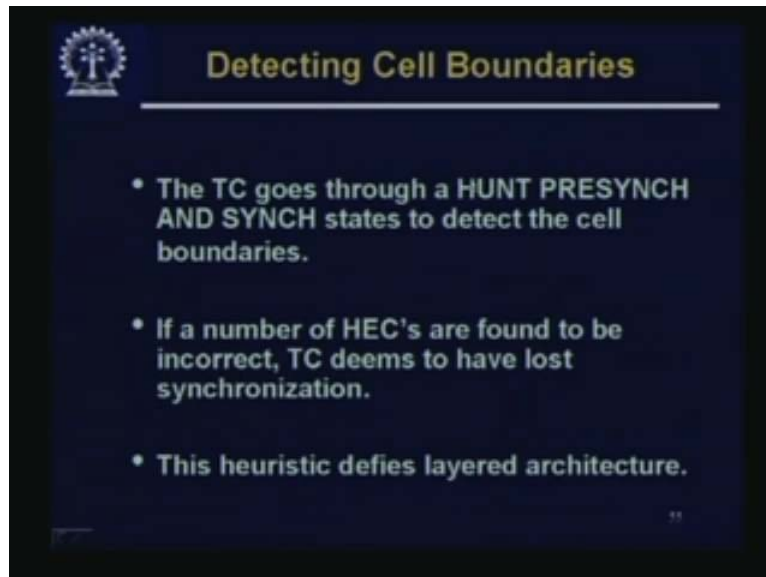 Detecting Cell Boundaries
• The TC goes through a HUNT PRESYNCH
AND SYNCH states to detect the cell
boundaries.
• If a number of HEC's are found to be
incorrect, TC deems to have lost
synchronization.
• This heuristic defies layered architecture.